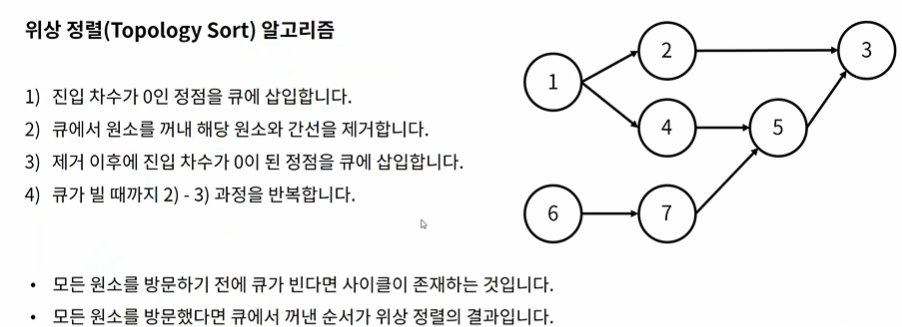 위상 정렬(Topology Sort) 알고리즘
1) 진입 차수가 0인 정점을 큐에 삽입합니다.
2) 큐에서 원소를 꺼내 해당 원소와 간선을 제거합니다.
3) 제거 이후에 진입 차수가 0이 된 정점을 큐에 삽입합니다.
4) 큐가 빌 때까지 2) - 3) 과정을 반복합니다.
• 모든 원소를 방문하기 전에 큐가 빈다면 사이클이 존재하는 것입니다.
• 모든 원소를 방문했다면 큐에서 꺼낸 순서가 위상 정렬의 결과입니다.
1
2
3
4
5
6
7